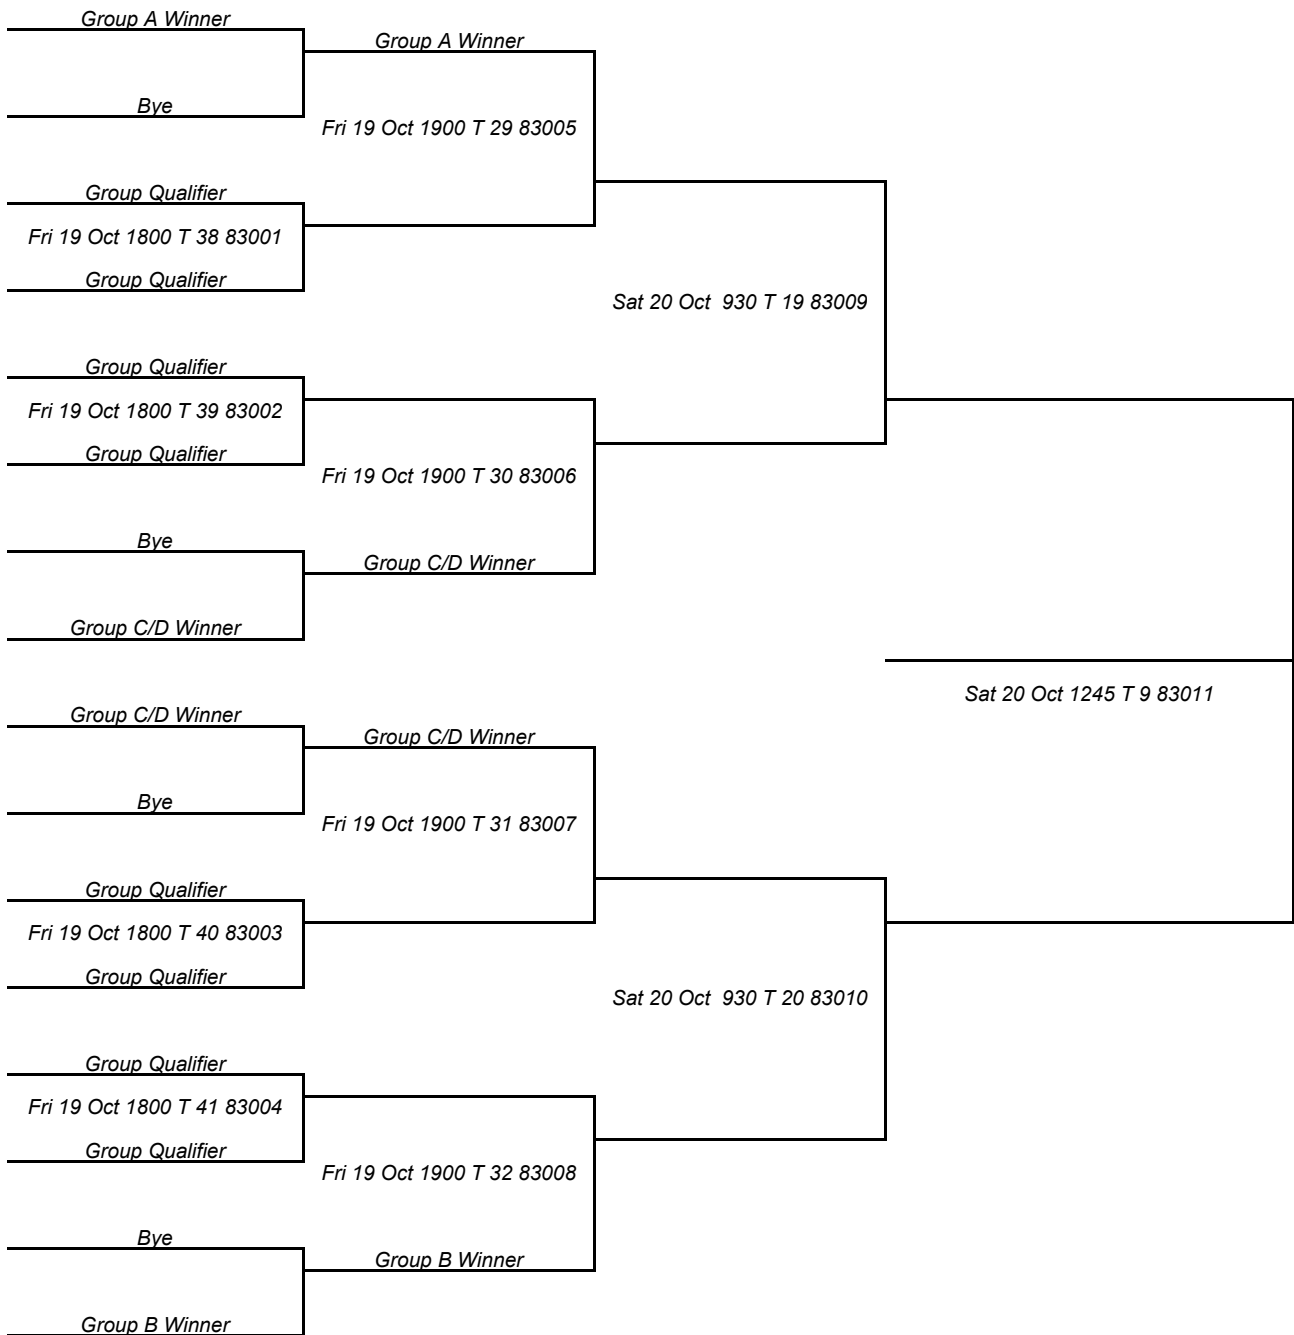 Group A Winner
Group A Winner
Bye
Fri 19 Oct 1900 T 29 83005
Group Qualifier
Fri 19 Oct 1800 T 38 83001
Group Qualifier
Sat 20 Oct  930 T 19 83009
Group Qualifier
Fri 19 Oct 1800 T 39 83002
Group Qualifier
Fri 19 Oct 1900 T 30 83006
Bye
Group C/D Winner
Group C/D Winner
Sat 20 Oct 1245 T 9 83011
Group C/D Winner
Group C/D Winner
Bye
Fri 19 Oct 1900 T 31 83007
Group Qualifier
Fri 19 Oct 1800 T 40 83003
Group Qualifier
Sat 20 Oct  930 T 20 83010
Group Qualifier
Fri 19 Oct 1800 T 41 83004
Group Qualifier
Fri 19 Oct 1900 T 32 83008
Bye
Group B Winner
Group B Winner